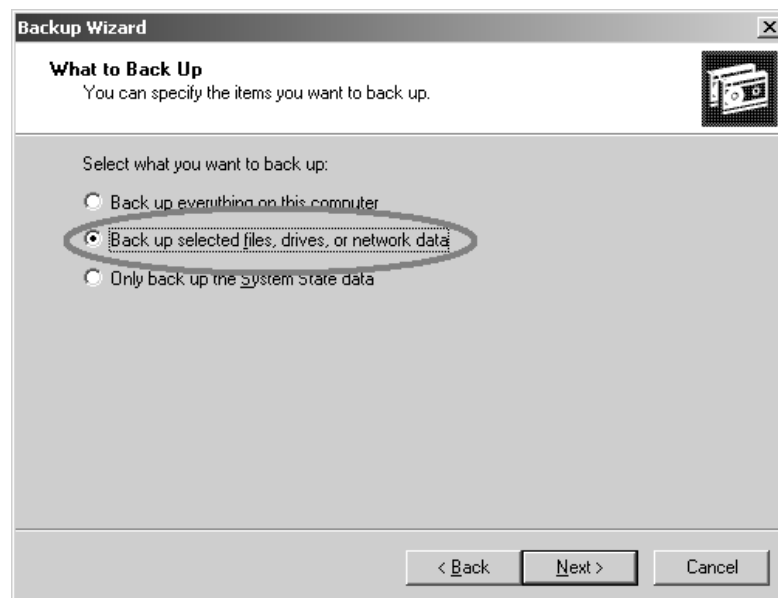 Backup Wizard
What to Back Up
You can specify the items you want to back up.
Select what you want to back up:
Back up everything on this computer
Back up selected files, drives, or network data
Only back up the System State data
< Back
Next >
Cancel